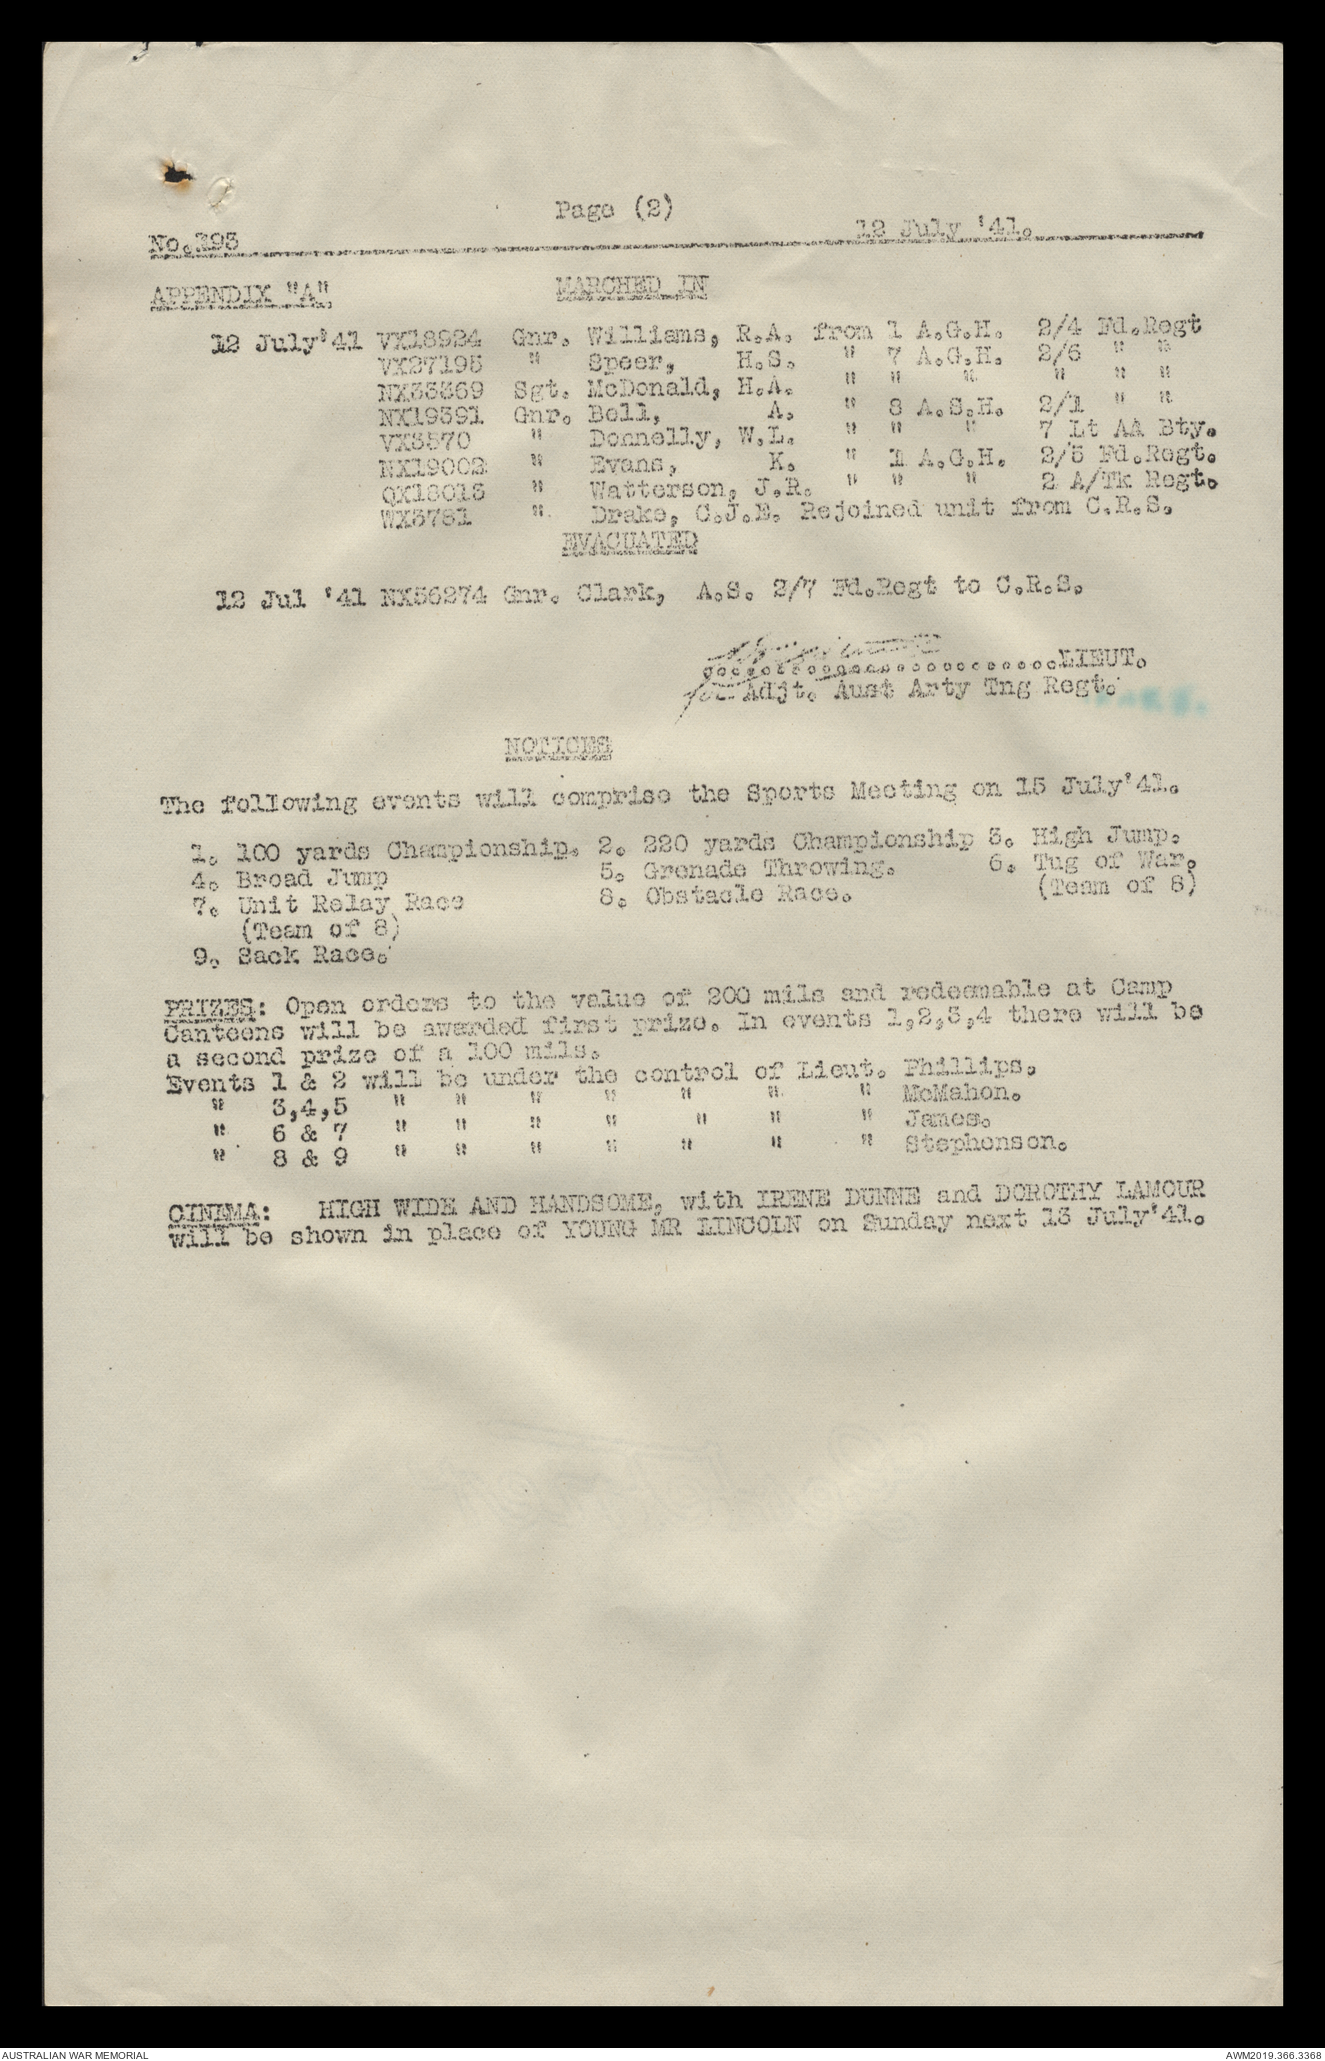 Page (2)
No.193 12 July '41.
APPENDIX "A". MARCHED IN
12 July'41 VX18924 Gnr. Williams, R.A. from 1 A.G.H. 2/4 Fd.Regt
VX27195 " Speer, H.S. " 7 A.G.H. 2/6 " "
NX33369 Sgt. McDonald, H.A. " " " " " "
NX19391 Gnr. Bell, A. " 8 A.S.H. 2/1 " "
VX3570 " Donnelly, W.L. " " " 7 Lt AA Bty.
NX19002 " Evans, K. " 1 A.G.H. 2/5 Fd.Regt.
QX18013 " Watterson, J.R. " " " 2 A/Tk Regt.
WX3781 " Drake, C.J.E. Rejoined unit from C.R.S.
EVACUATED
12 Jul '41 NX56274 Gnr. Clark, A.S. 2/7 Fd.Regt to C.R.S.
........................LIEUT.
for Adjt. Aust Arty Tng Regt.
NOTICES
The following events will comprise the Sports Meeting on 15 July'41.
1. 100 yards Championship. 2. 220 yards Championship 3. High Jump.
4. Broad Jump 5. Grenade Throwing. 6. Tug of War.
7. Unit Relay Race 8. Obstacle Race. (Team of 8)
(Team of 8)
9. Sack Race.
PRIZES: Open orders to the value of 200 mils and redeemable at Camp
Canteens will be awarded first prize. In events 1,2,3,4 there will be
a second prize of a 100 mils.
Events 1 & 2 will be under the control of Lieut. Phillips.
" 3,4,5 " " " " " " " McMahon.
" 6 & 7 " " " " " " " James.
" 8 & 9 " " " " " " " Stephenson.
CINEMA: HIGH WIDE AND HANDSOME, with IRENE DUNNE and DOROTHY LAMOUR
will be shown in place of YOUNG MR LINCOLN on Sunday next 13 July'41.
AUSTRALIAN WAR MEMORIAL AWM2019.366.3368